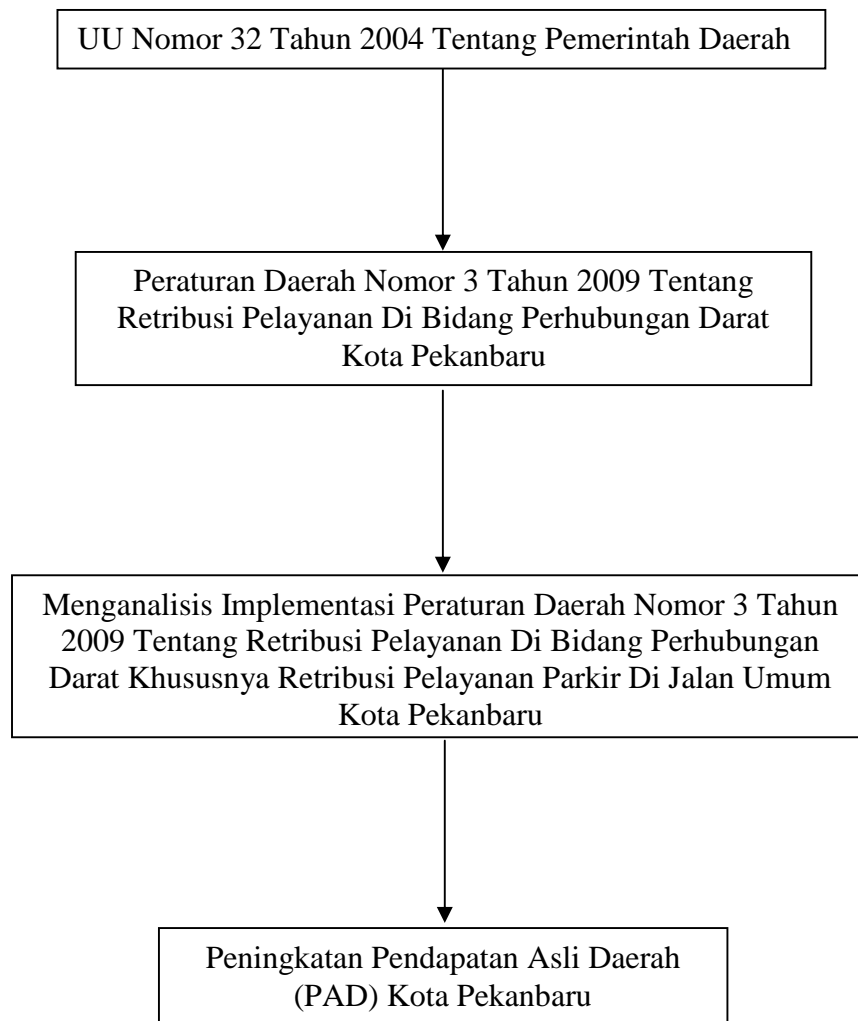 UU Nomor 32 Tahun 2004 Tentang Pemerintah Daerah
Peraturan Daerah Nomor 3 Tahun 2009 Tentang
Retribusi Pelayanan Di Bidang Perhubungan Darat
Kota Pekanbaru
Menganalisis Implementasi Peraturan Daerah Nomor 3 Tahun
2009 Tentang Retribusi Pelayanan Di Bidang Perhubungan
Darat Khususnya Retribusi Pelayanan Parkir Di Jalan Umum
Kota Pekanbaru
Peningkatan Pendapatan Asli Daerah
(PAD) Kota Pekanbaru